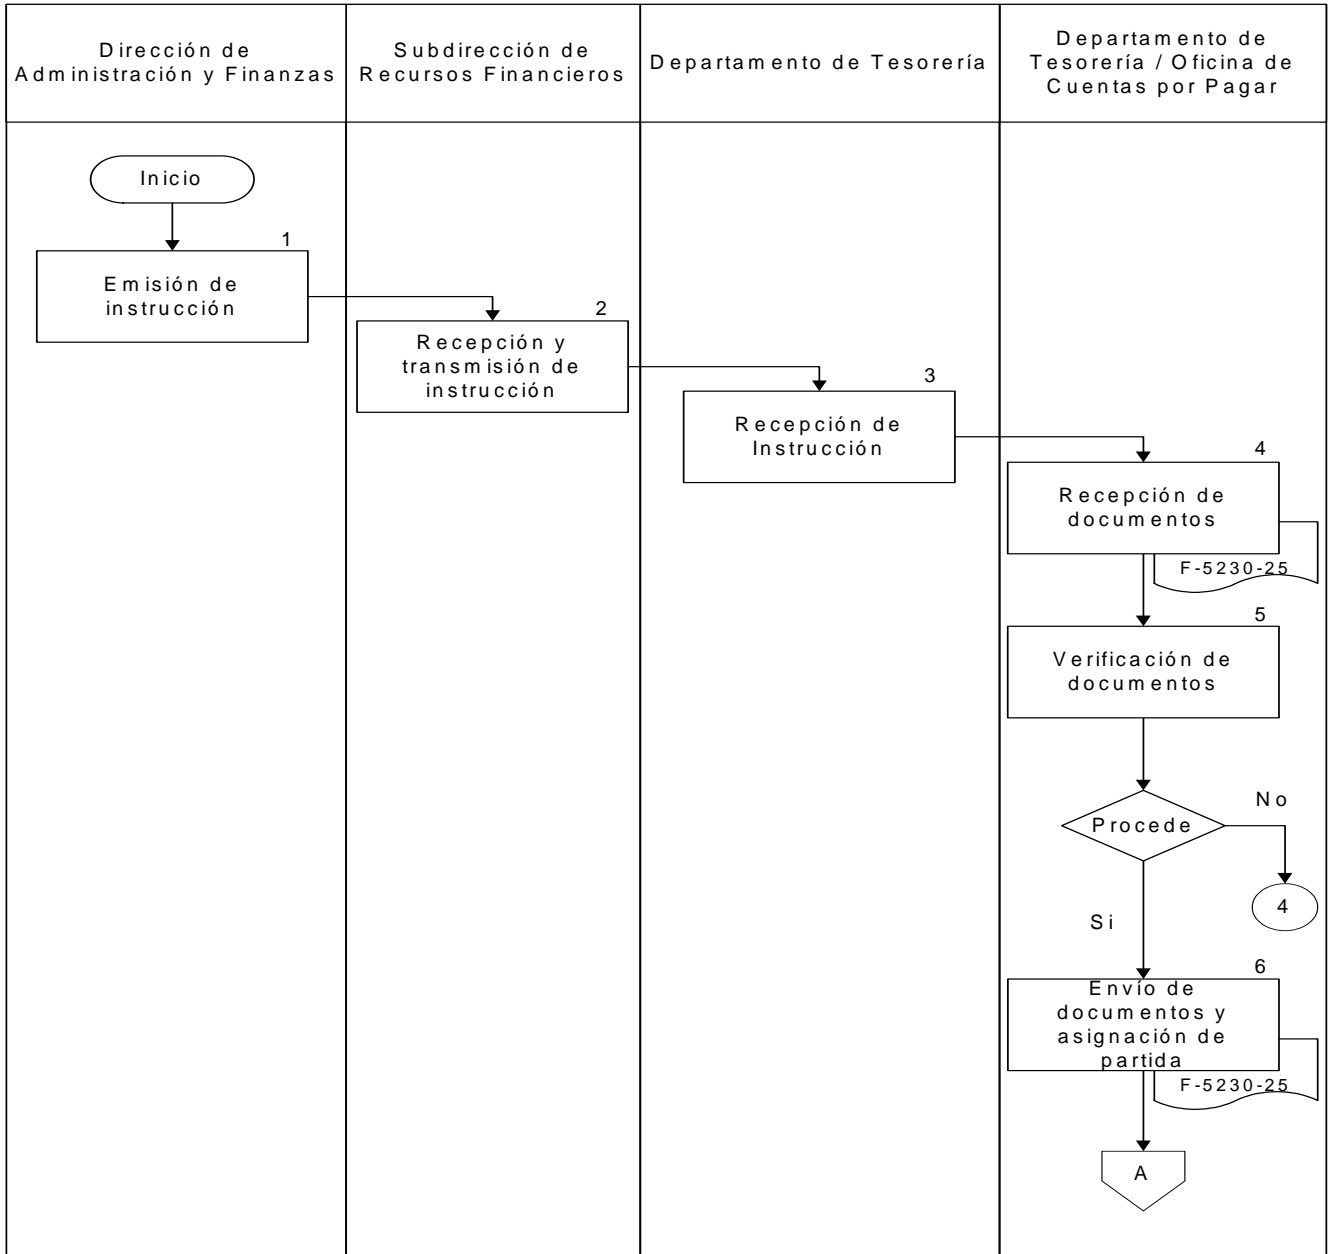 Dirección de
Administración y Finanzas
Subdirección de
Recursos Financieros
Departamento de Tesorería
Departamento de
Tesorería / Oficina de
Cuentas por Pagar
Inicio
1
Emisión de
instrucción
2
Recepción y
transmisión de
instrucción
3
Recepción de
Instrucción
4
Recepción de
documentos
F-5230-25
5
Verificación de
documentos
Procede
No
4
Si
6
Envío de
documentos y
asignación de
partida
F-5230-25
A